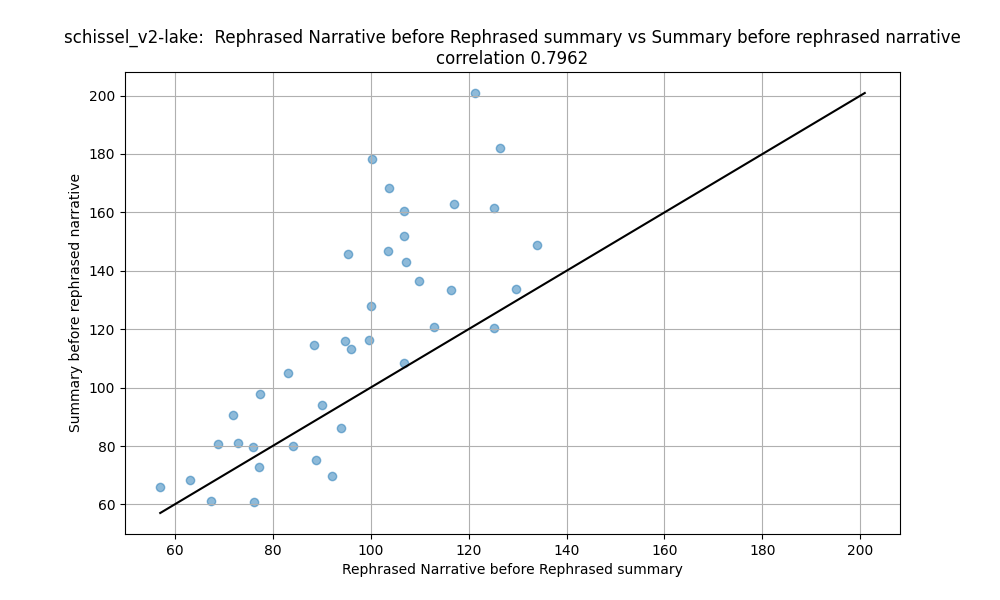 schissel_v2-lake:  Rephrased Narrative before Rephrased summary vs Summary before rephrased narrative
correlation 0.7962
Summary before rephrased narrative
200
180
160
140
120
100
80
60
60 80 100 120 140 160 180 200
Rephrased Narrative before Rephrased summary